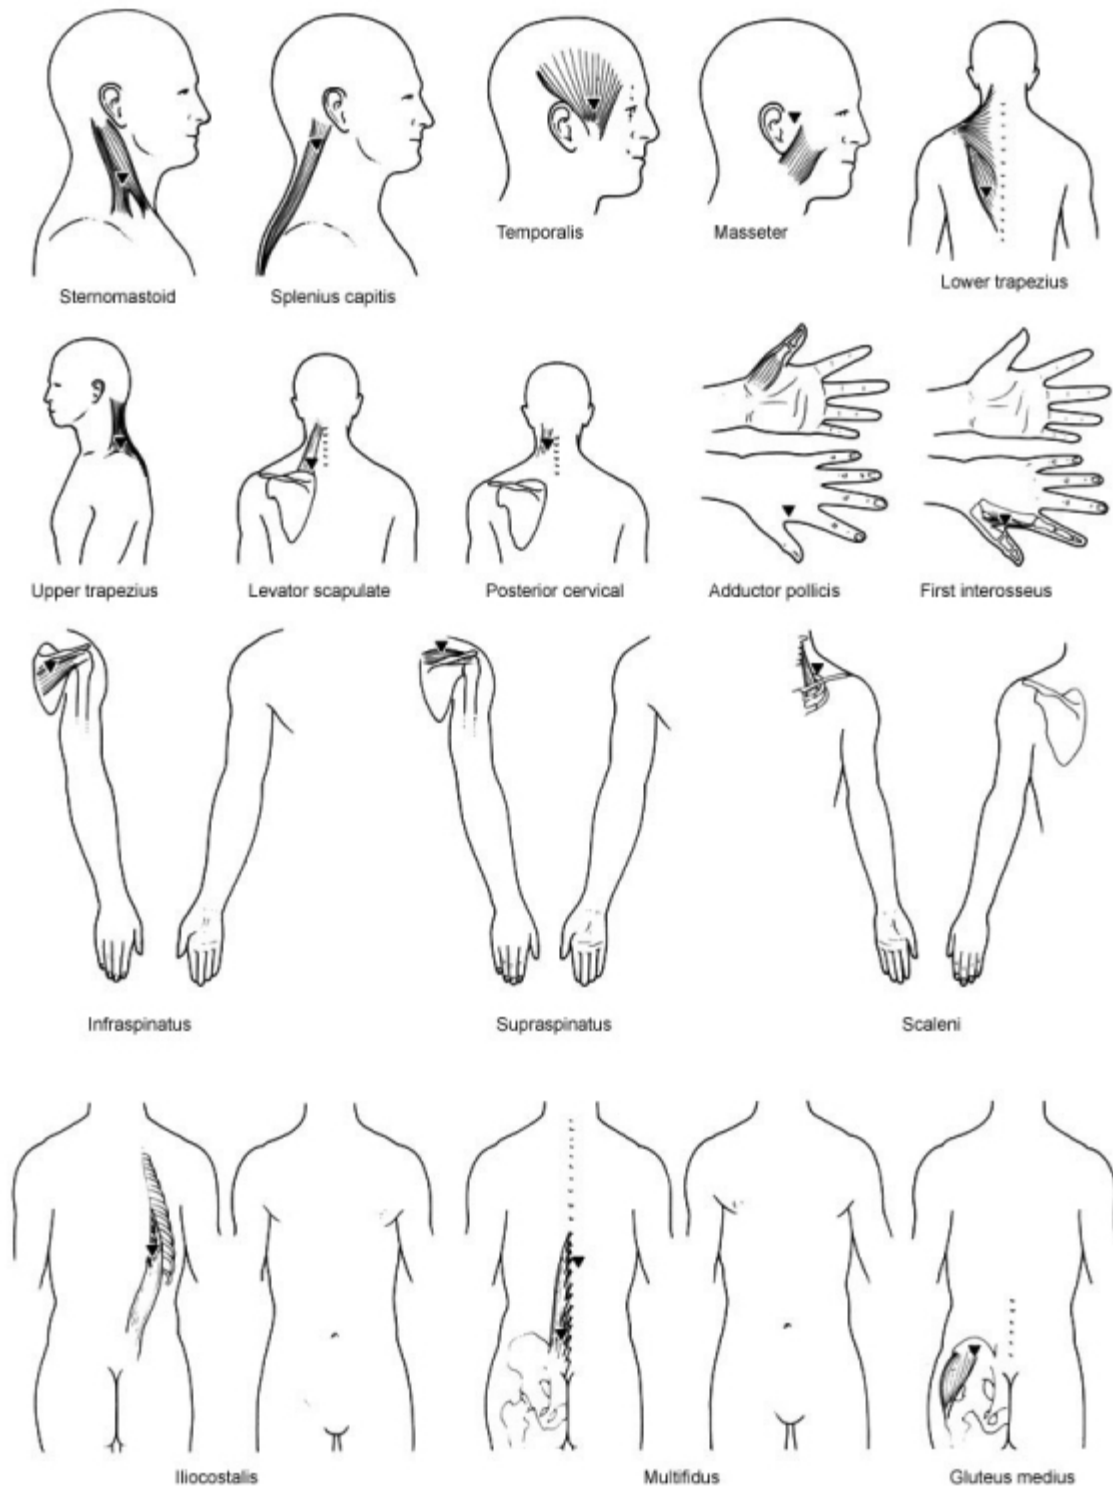 Temporalis
Masseter
Lower trapezius
Sternomastoid
Splenius capitis
Upper trapezius
Levator scapulate
Posterior cervical
Adductor pollicis
First interosseus
Infraspinatus
Supraspinatus
Scaleni
Iliocostalis
Multifidus
Gluteus medius